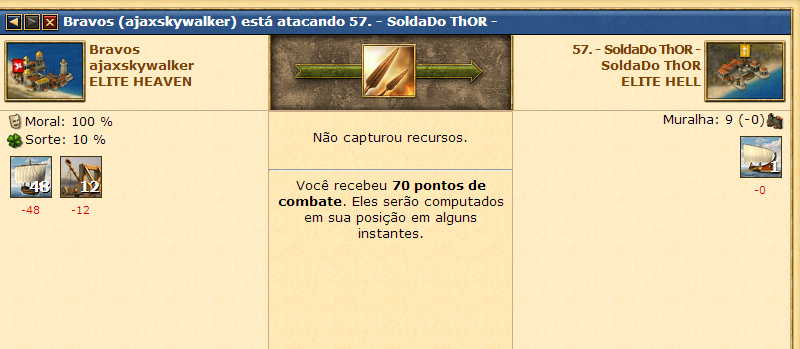 Bravos (ajaxskywalker) está atacando 57. - SoldaDo ThOR -
Bravos
ajaxskywalker
ELITE HEAVEN
57. - SoldaDo ThOR -
SoldaDo ThOR
ELITE HELL
Moral: 100 %
Sorte: 10 %
48
12
-48
-12
Não capturou recursos.
Você recebeu 70 pontos de
combate. Eles serão computados
em sua posição em alguns
instantes.
Muralha: 9 (-0)
1
-0